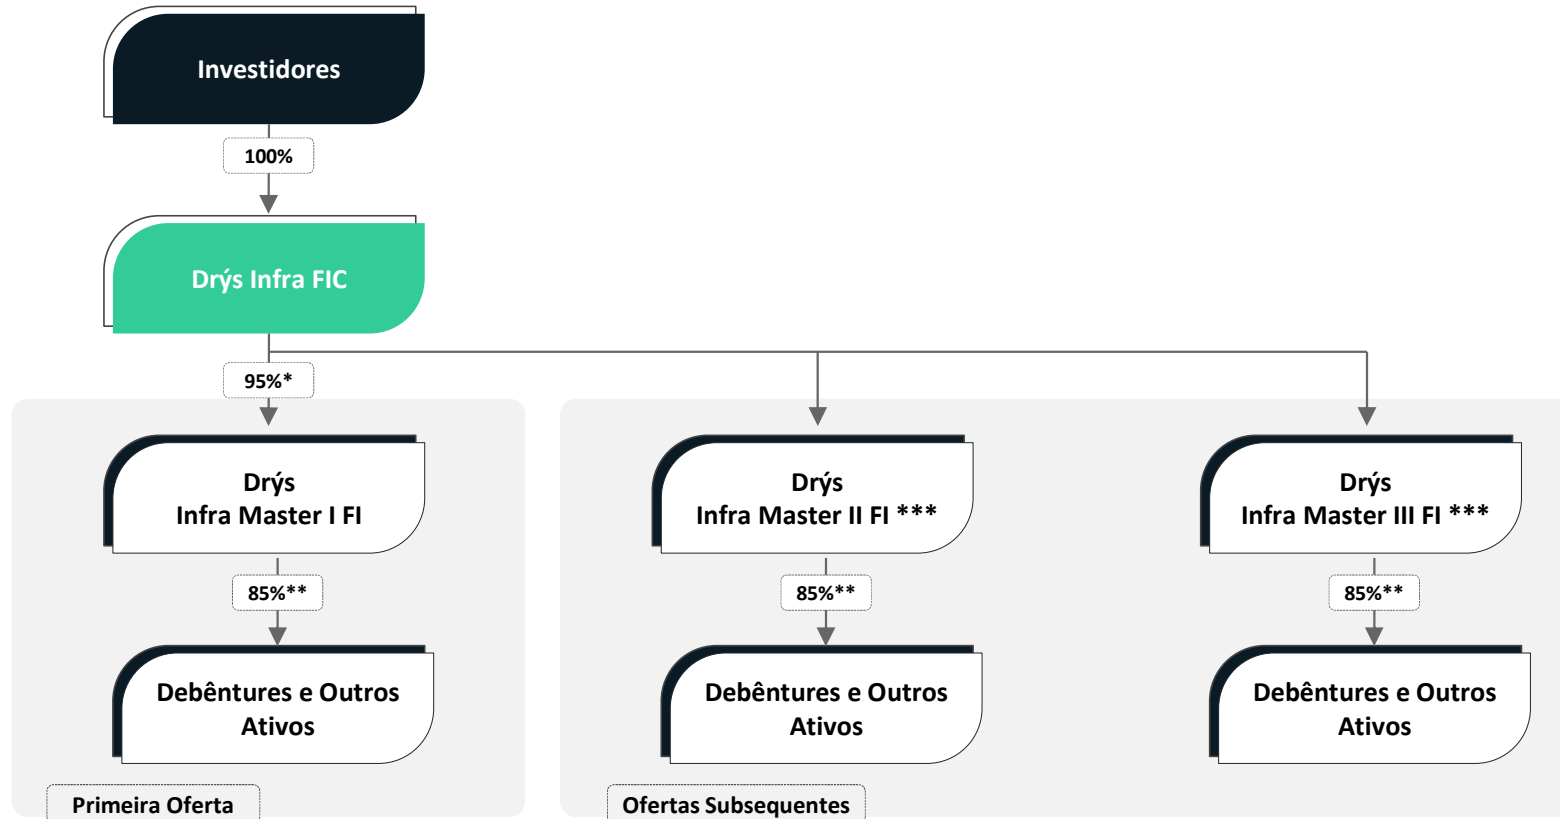 Investidores
100%
Drýs Infra FIC
95%*
Drýs
Infra Master I FI
Drýs
Infra Master II FI ***
Drýs
Infra Master III FI ***
85%**
85%**
85%**
Debêntures e Outros
Ativos
Debêntures e Outros
Ativos
Debêntures e Outros
Ativos
Primeira Oferta
Ofertas Subsequentes